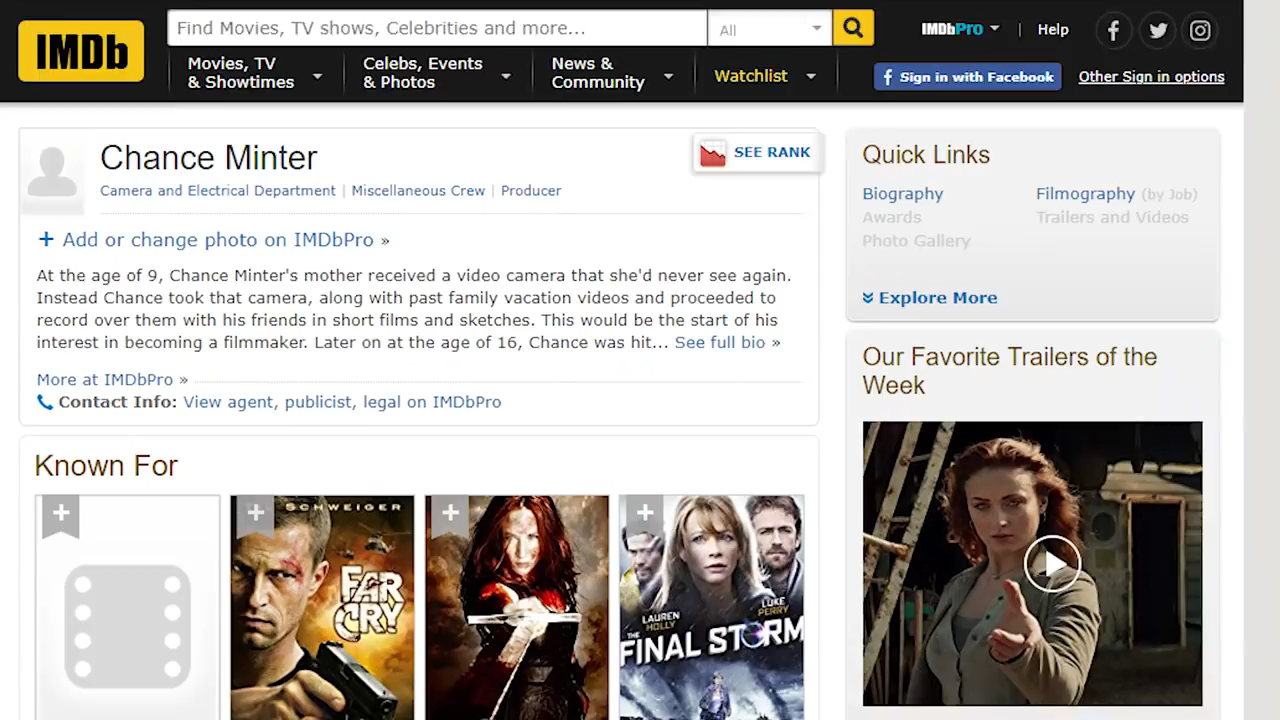 IMDb
Find Movies, TV shows, Celebrities and more...
All
IMDbPro
Help
Movies, TV
& Showtimes
Celebs, Events
& Photos
News &
Community
Watchlist
f Sign in with Facebook
Other Sign in options
Chance Minter
SEE RANK
Camera and Electrical Department | Miscellaneous Crew | Producer
+ Add or change photo on IMDbPro »
At the age of 9, Chance Minter's mother received a video camera that she'd never see again.
Instead Chance took that camera, along with past family vacation videos and proceeded to
record over them with his friends in short films and sketches. This would be the start of his
interest in becoming a filmmaker. Later on at the age of 16, Chance was hit... See full bio »
More at IMDbPro »
Contact Info: View agent, publicist, legal on IMDbPro
Known For
SCHWEIGER
FAR
CRY
LAUREN
HOLLY
LUKE
PERRY
THE FINAL STORM
Quick Links
Biography
Filmography (by Job)
Awards
Trailers and Videos
Photo Gallery
Explore More
Our Favorite Trailers of the
Week